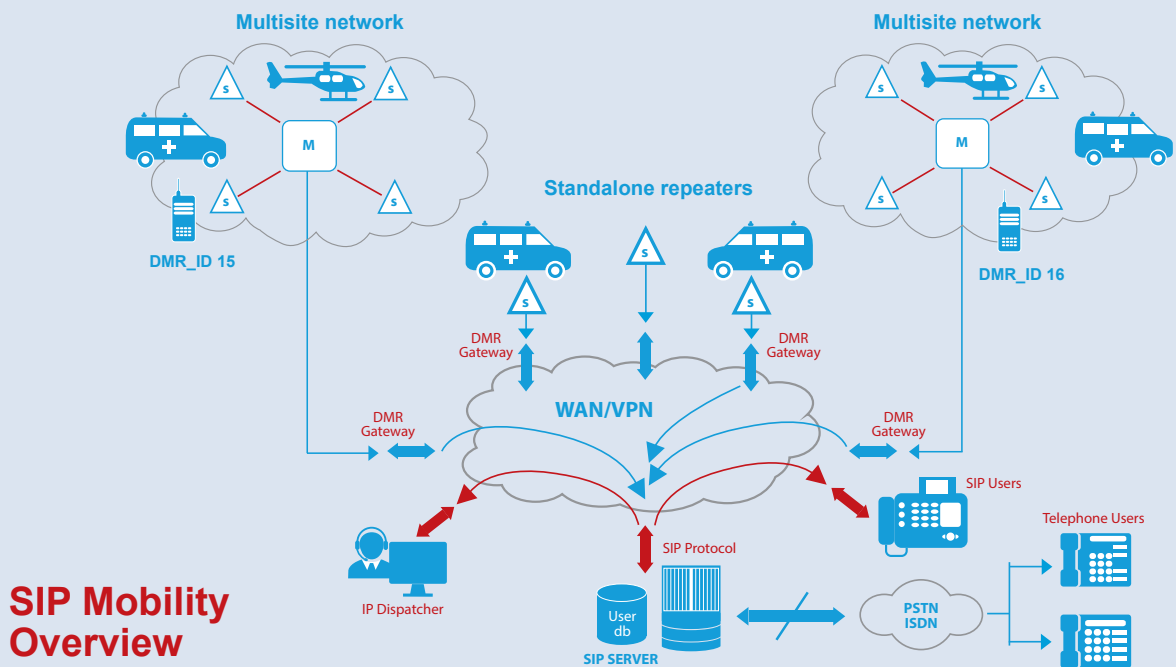 Multisite network
Multisite network
s
s
s
s
M
M
s
s
s
s
DMR_ID 15
DMR_ID 16
Standalone repeaters
s
s
s
DMR
Gateway
DMR
Gateway
WAN/VPN
DMR
Gateway
DMR
Gateway
SIP Users
Telephone Users
SIP Protocol
IP Dispatcher
User
db
SIP SERVER
PSTN
ISDN
SIP Mobility
Overview